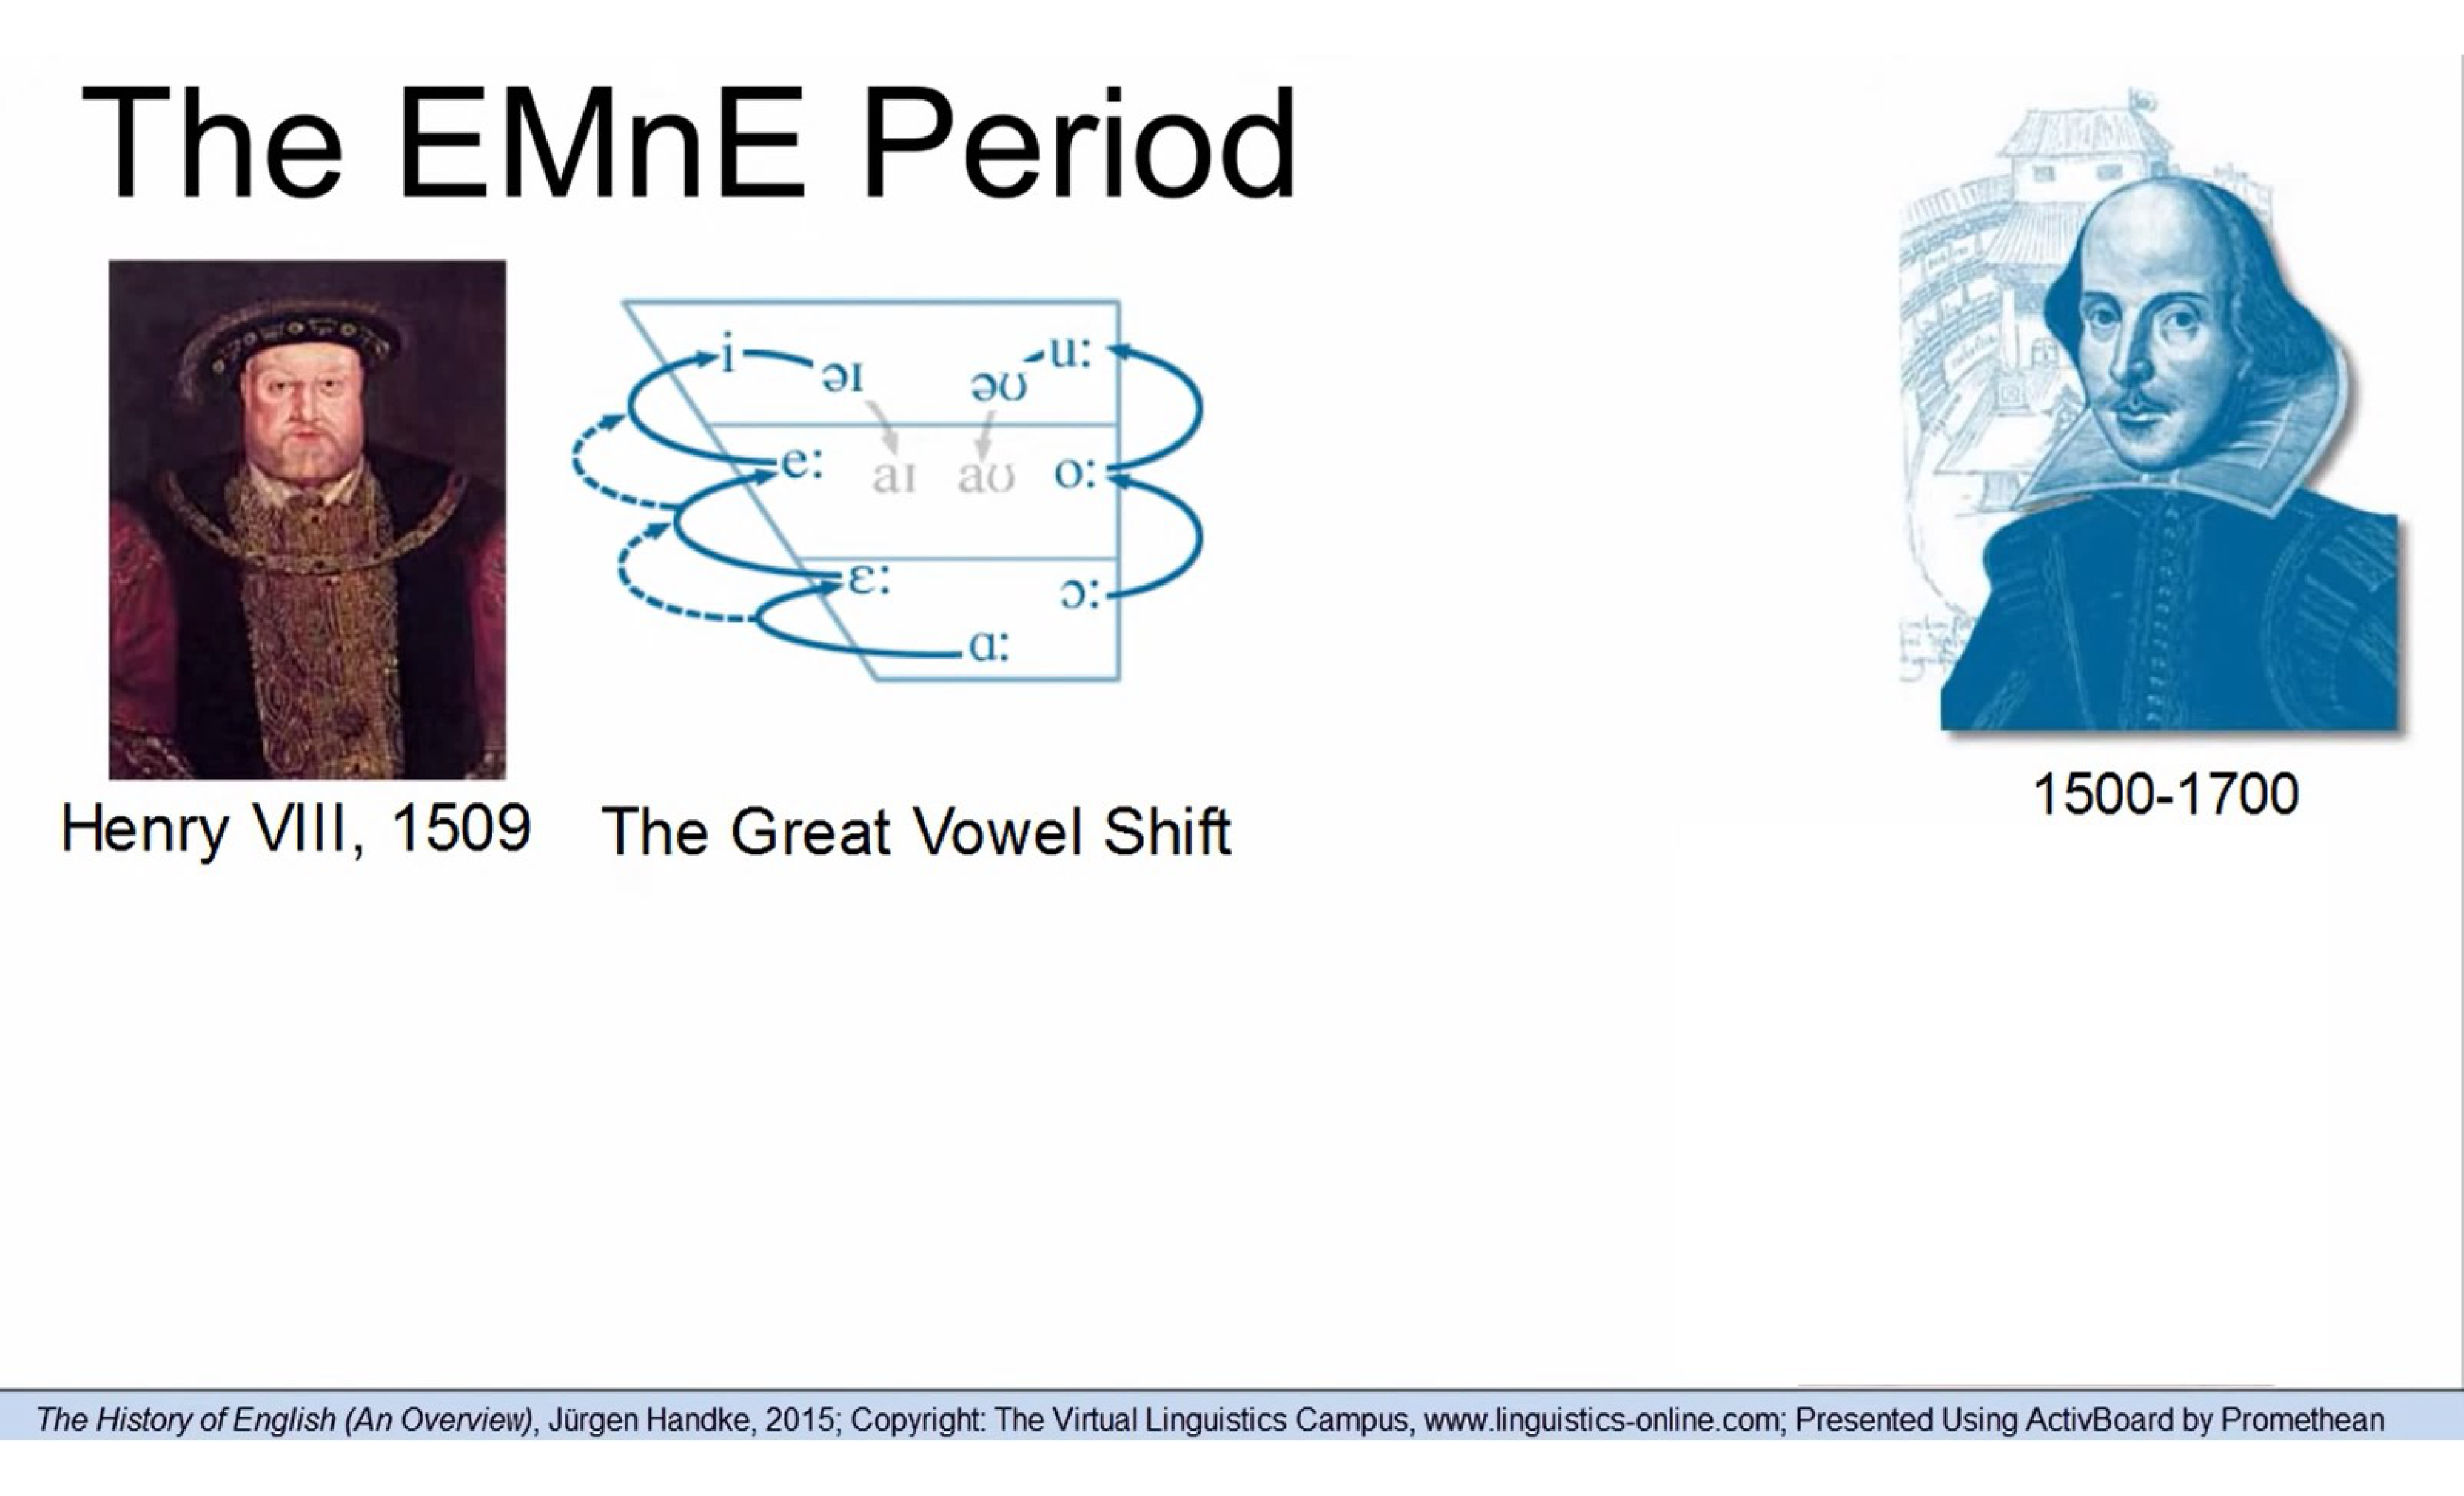 The EMnE Period
i
əɪ
əʊ
u:
e:
aɪ
aʊ
o:
ɛ:
ɔ:
ɑ:
Henry VIII, 1509
The Great Vowel Shift
1500-1700
The History of English (An Overview), Jürgen Handke, 2015; Copyright: The Virtual Linguistics Campus, www.linguistics-online.com; Presented Using ActivBoard by Promethean